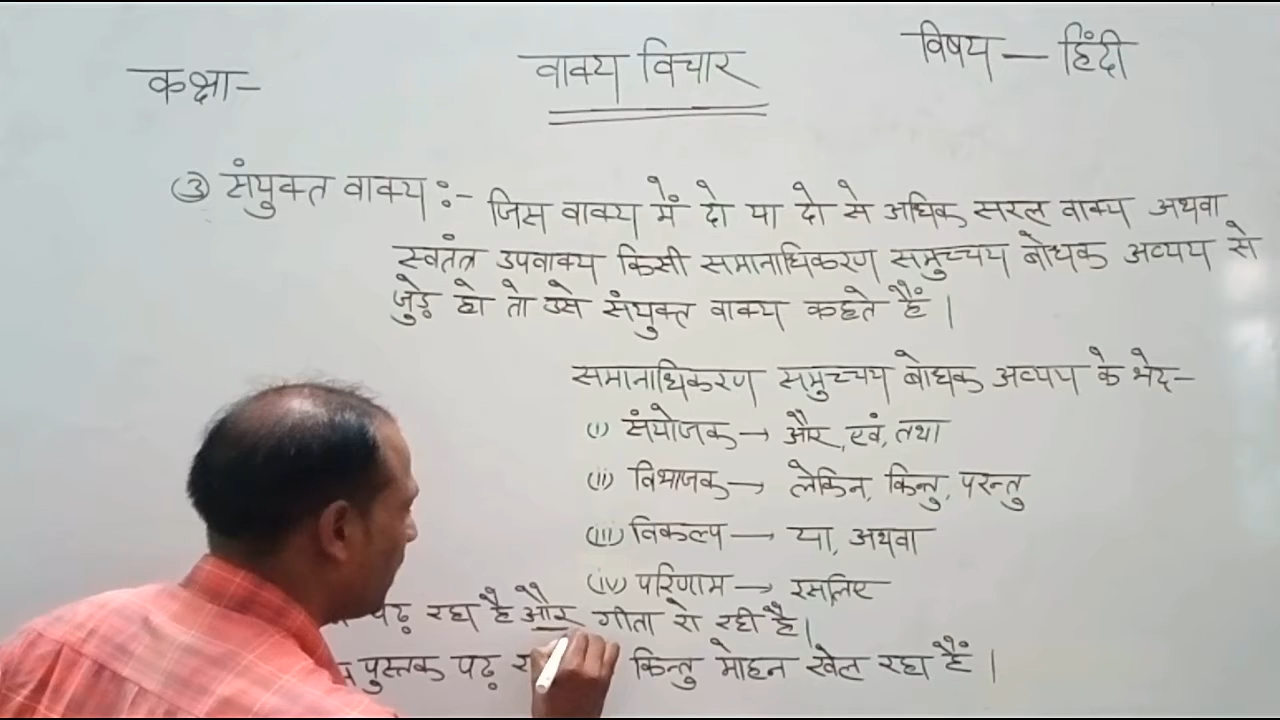 कक्षा-
वाक्य विचार
विषय — हिंदी
③ संयुक्त वाक्य :- जिस वाक्य में दो या दो से अधिक सरल वाक्य अथवा
स्वतंत्र उपवाक्य किसी समानाधिकरण समुच्चय बोधक अव्यय से
जुड़े हो तो उसे संयुक्त वाक्य कहते हैं।
समानाधिकरण समुच्चय बोधक अव्यय के भेद-
(i) संयोजक → और, एवं, तथा
(ii) विभाजक → लेकिन, किन्तु, परन्तु
(iii) विकल्प → या, अथवा
(iv) परिणाम → इसलिए
पढ़ रहा है और गीता रो रही है।
पुस्तक पढ़ किन्तु मोहन खेल रहा हैं।